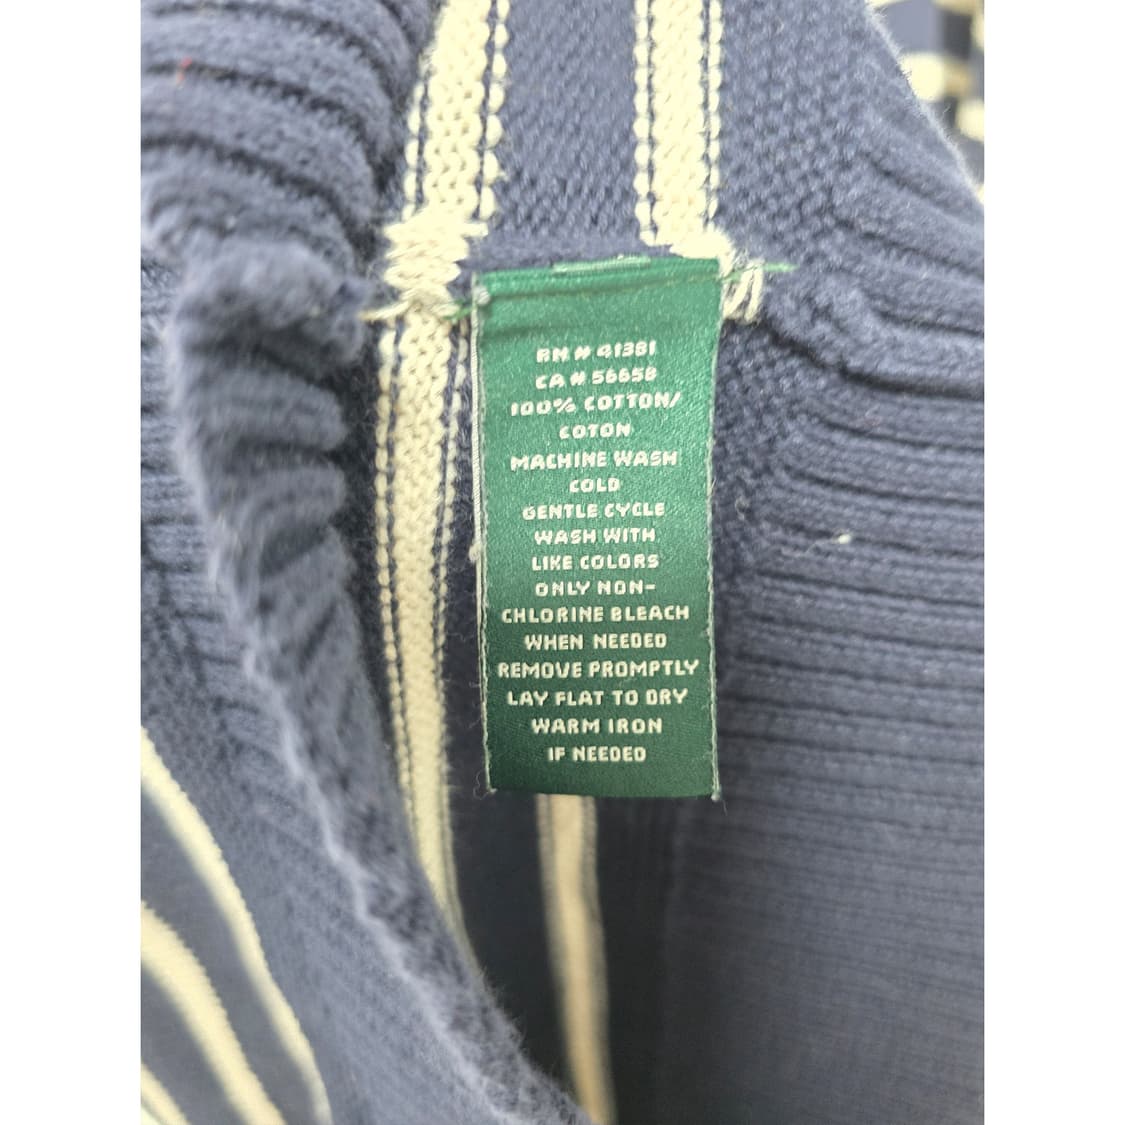 RN # 41381
CA # 56658
100% COTTON/
COTON
MACHINE WASH
COLD
GENTLE CYCLE
WASH WITH
LIKE COLORS
ONLY NON-
CHLORINE BLEACH
WHEN NEEDED
REMOVE PROMPTLY
LAY FLAT TO DRY
WARM IRON
IF NEEDED